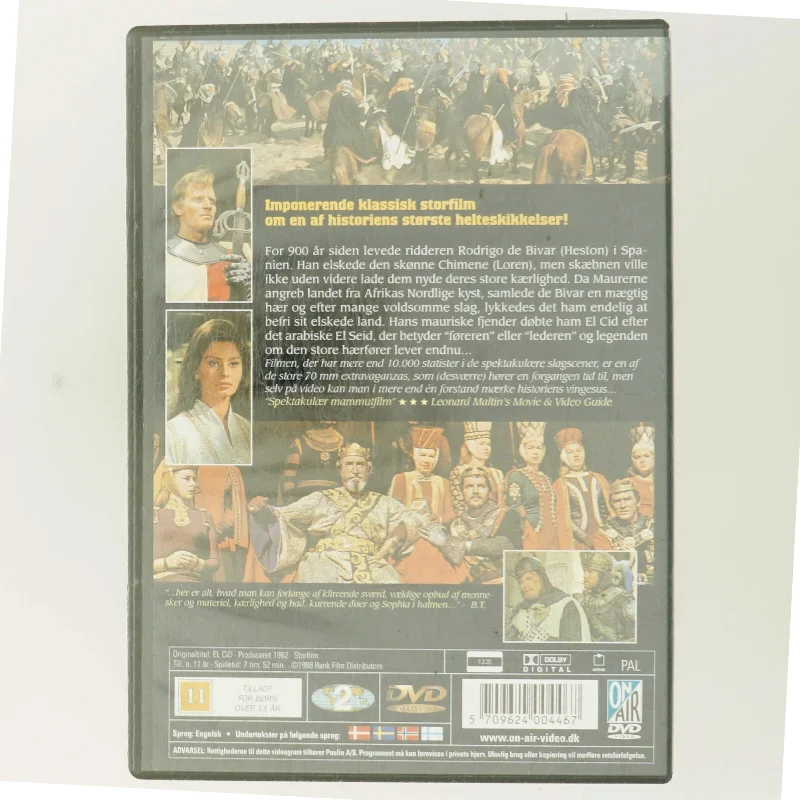 Imponerende klassisk storfilm
om en af historiens største helteskikkelser!
For 900 år siden levede ridderen Rodrigo de Bivar (Heston) i Spa-
nien. Han elskede den skønne Chimene (Loren), men skæbnen ville
ikke uden videre lade dem nyde deres store kærlighed. Da Maurerne
angreb landet fra Afrikas Nordlige kyst, samlede de Bivar en mægtig
hær og efter mange voldsomme slag, lykkedes det ham endelig at
befri sit elskede land. Hans mauriske fjender døbte ham El Cid efter
det arabiske El Seid, der betyder "føreren" eller "lederen" og legenden
om den store hærfører lever endnu...
Filmen, der har mere end 10.000 statister i de spektakulære slagscener, er en af
de store 70 mm extravaganzas, som (desværre) hører en forgangen tid til, men
selv på video kan man i mere end én forstand mærke historiens vingesus...
"Spektakulær mammutfilm" ★ ★ ★ Leonard Maltin's Movie & Video Guide
"...her er alt, hvad man kan forlange af klirrende sværd, vældige opbud af menne-
sker og materiel, kærlighed og had, kurrende duer og Sophia i halmen..." - B.T.
Originaltitel: EL CID · Produceret 1962 · Storfilm
Till. o. 11 år · Spilletid: 2 tim. 52 min. ©1988 Rank Film Distributors
DOLBY
DIGITAL
PAL
11
TILLADT
FOR BØRN
OVER 11 ÅR
2
DVD
VIDEO
5 709624 004467
ON
AIR
DVD
Sprog: Engelsk • Undertekster på følgende sprog:
www.on-air-video.dk
ADVARSEL: Rettighederne til dette videogram tilhører Paulia A/S. Programmet må kun forevises i private hjem. Ulovlig brug eller kopiering vil medføre retsforfølgelse.